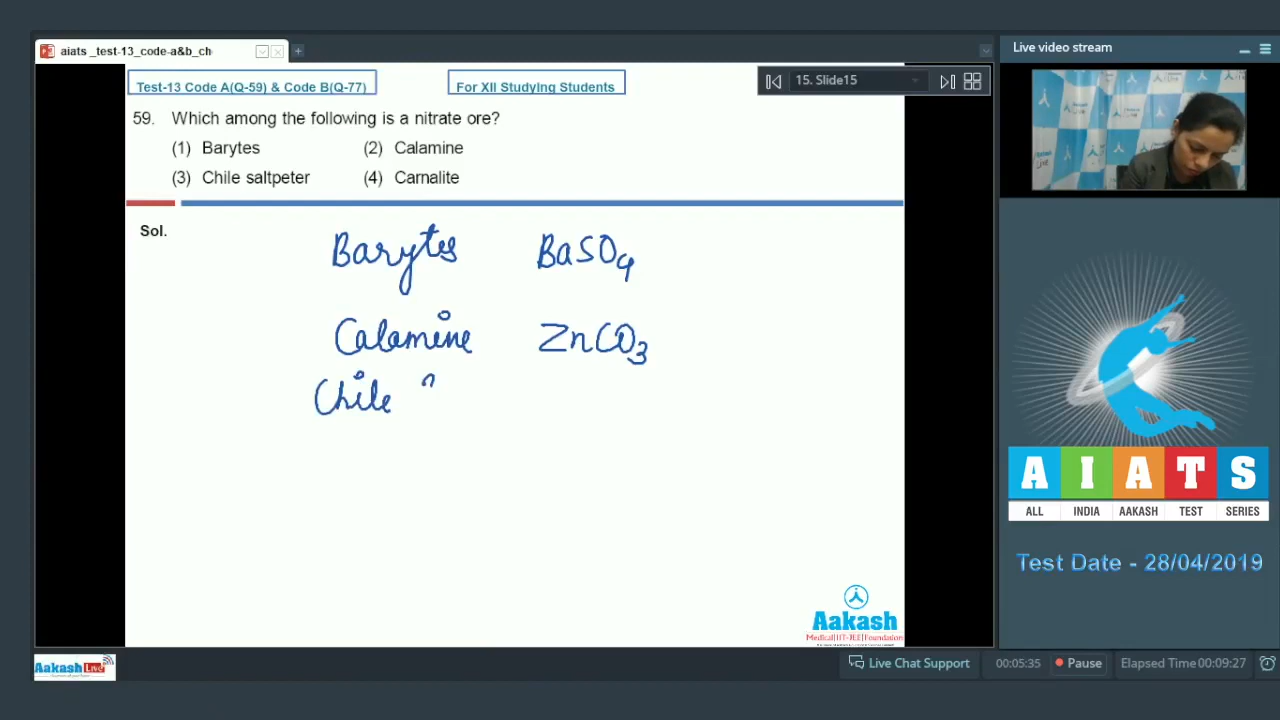 aiats _test-13_code-a&b_ch
Live video stream
Test-13 Code A(Q-59) & Code B(Q-77)
For XII Studying Students
15. Slide15
59. Which among the following is a nitrate ore?
(1) Barytes (2) Calamine
(3) Chile saltpeter (4) Carnalite
Sol.
Barytes BaSO4
Calamine ZnCO3
Chile
A I A T S
ALL INDIA AAKASH TEST SERIES
Test Date - 28/04/2019
Aakash
Medical|IIT-JEE|Foundation
Aakash Live
Live Chat Support
00:05:35
Pause
Elapsed Time 00:09:27